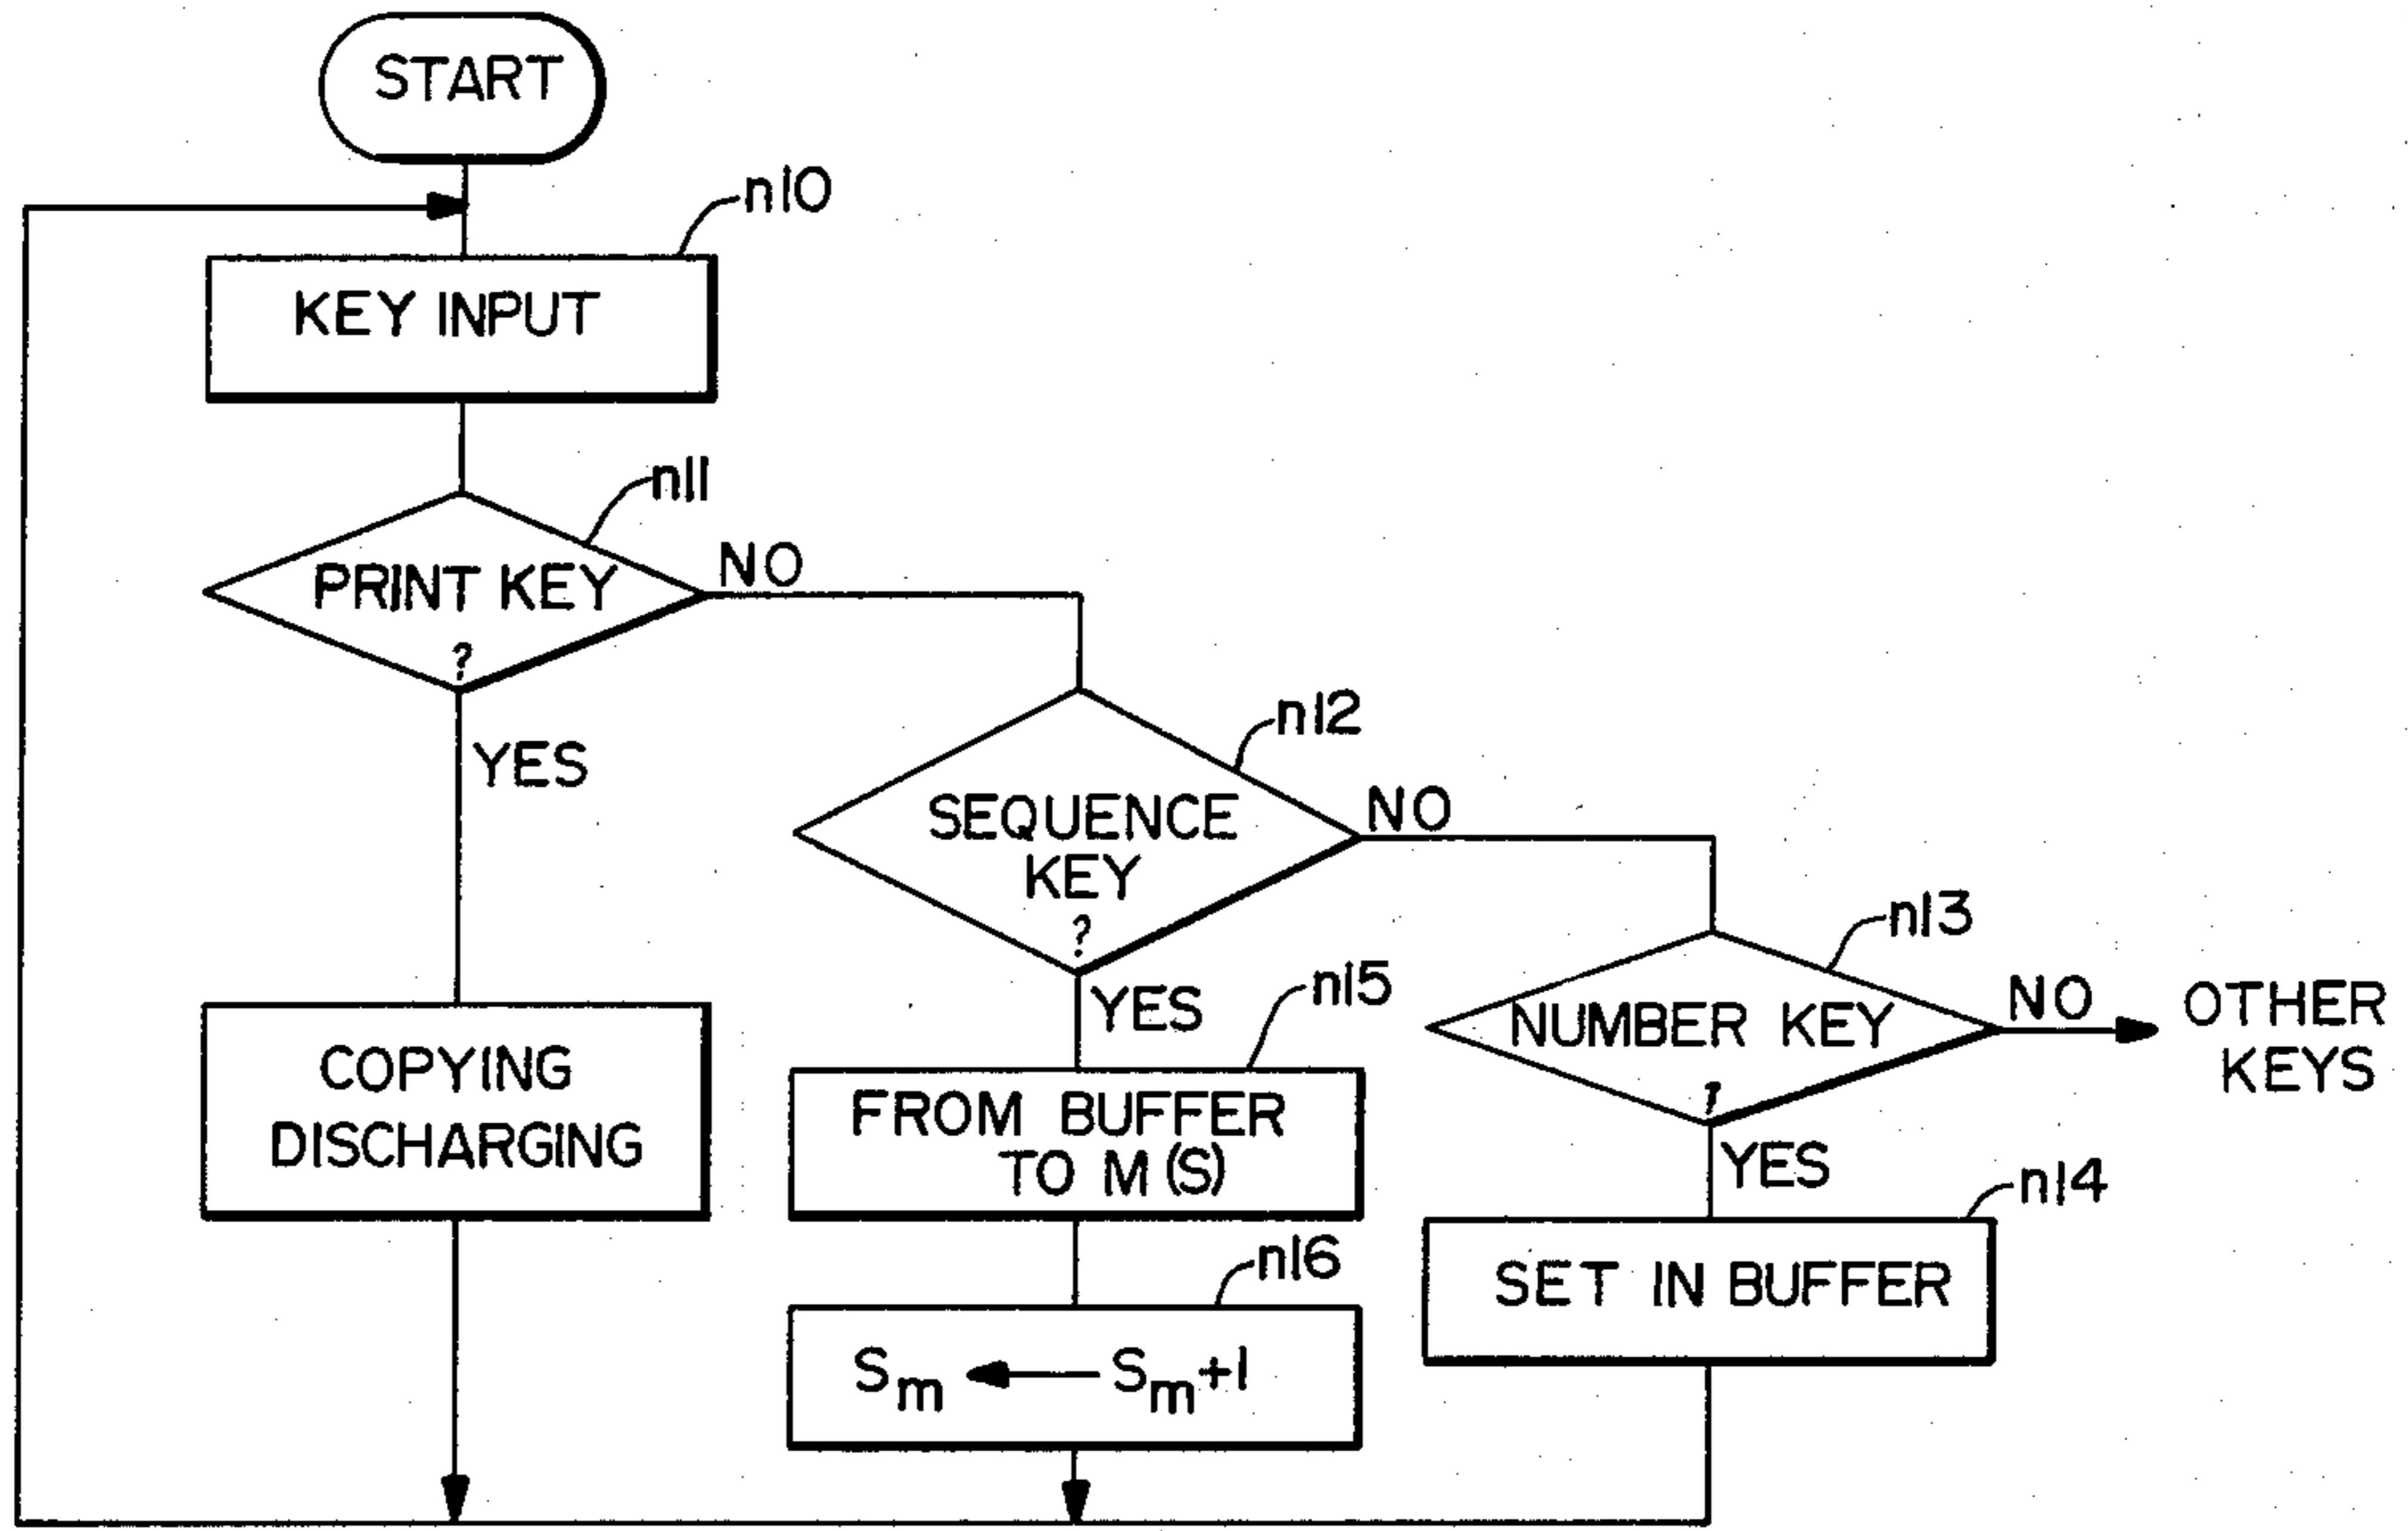 START
n10
KEY INPUT
n11
PRINT KEY
?
NO
YES
n12
SEQUENCE
KEY
?
NO
YES
n13
NUMBER KEY
?
NO
OTHER
KEYS
YES
COPYING
DISCHARGING
n15
FROM BUFFER
TO M (S)
n14
SET IN BUFFER
n16
Sm ← Sm+1